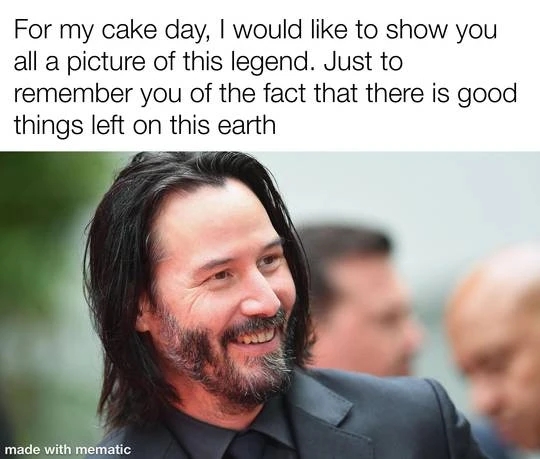 For my cake day, I would like to show you
all a picture of this legend. Just to
remember you of the fact that there is good
things left on this earth
made with mematic